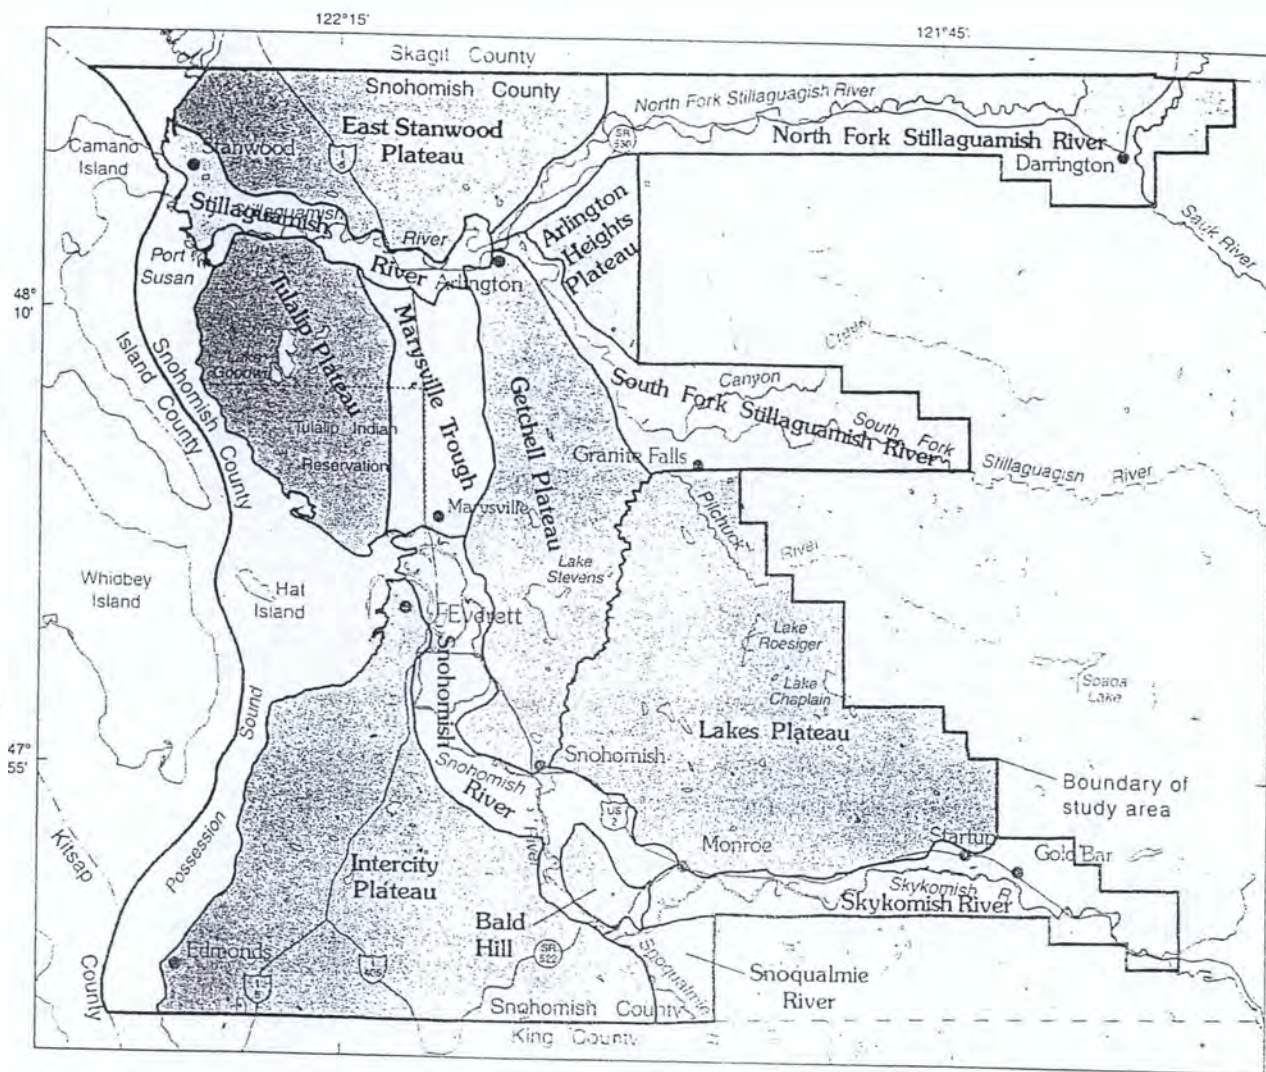 122°15'
121°45'
Skagit County
Snohomish County
North Fork Stillaguagish River
SR
530
East Stanwood
Plateau
North Fork Stillaguamish River
Darrington
Camano
Island
Stanwood
Stillaguamish
Stillaguamish
River
River
Arlington
Arlington
Heights
Plateau
Sauk River
Port
Susan
48°
10'
Tulalip Plateau
Lake
Goodwin
Marysville Trough
Island County
Snohomish County
Getchell Plateau
Creek
Canyon
South Fork Stillaguamish River
South Fork
Stillaguagish River
Tulalip Indian
Reservation
Granite Falls
Marysville
Pilchuck
River
Whidbey
Island
Hat
Island
Lake
Stevens
Everett
Lake
Roesiger
Lake
Chaplain
Lake
Snohomish
River
Snohomish
River
Lakes Plateau
Snohomish
47°
55'
Boundary of
study area
Possession
Sound
Kitsap
County
US
2
Monroe
Startup
Gold Bar
Intercity
Plateau
Skykomish R
Skykomish River
Bald
Hill
SR
522
Edmonds
I
5
I
405
Snoqualmie
Snoqualmie
River
Snohomish County
King County